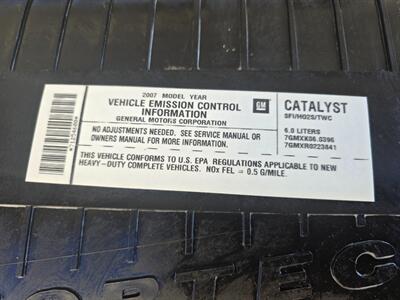 2007 MODEL YEAR
VEHICLE EMISSION CONTROL
INFORMATION
GENERAL MOTORS CORPORATION
GM
CATALYST
SFI/HO2S/TWC
6.0 LITERS
7GMXK06.0396
7GMXR0223841
NO ADJUSTMENTS NEEDED. SEE SERVICE MANUAL OR
OWNERS MANUAL FOR MORE INFORMATION.
THIS VEHICLE CONFORMS TO U.S. EPA REGULATIONS APPLICABLE TO NEW
HEAVY-DUTY COMPLETE VEHICLES. NOx FEL = 0.5 G/MILE.
ORTEC